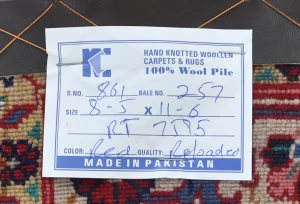 HAND KNOTTED WOOLLEN
CARPETS & RUGS
100% Wool Pile
S.NO. 861 BALE NO. 257
SIZE 8-5 x 11-6
RT
COLOR: Red QUALITY: Reloaded
MADE IN PAKISTAN